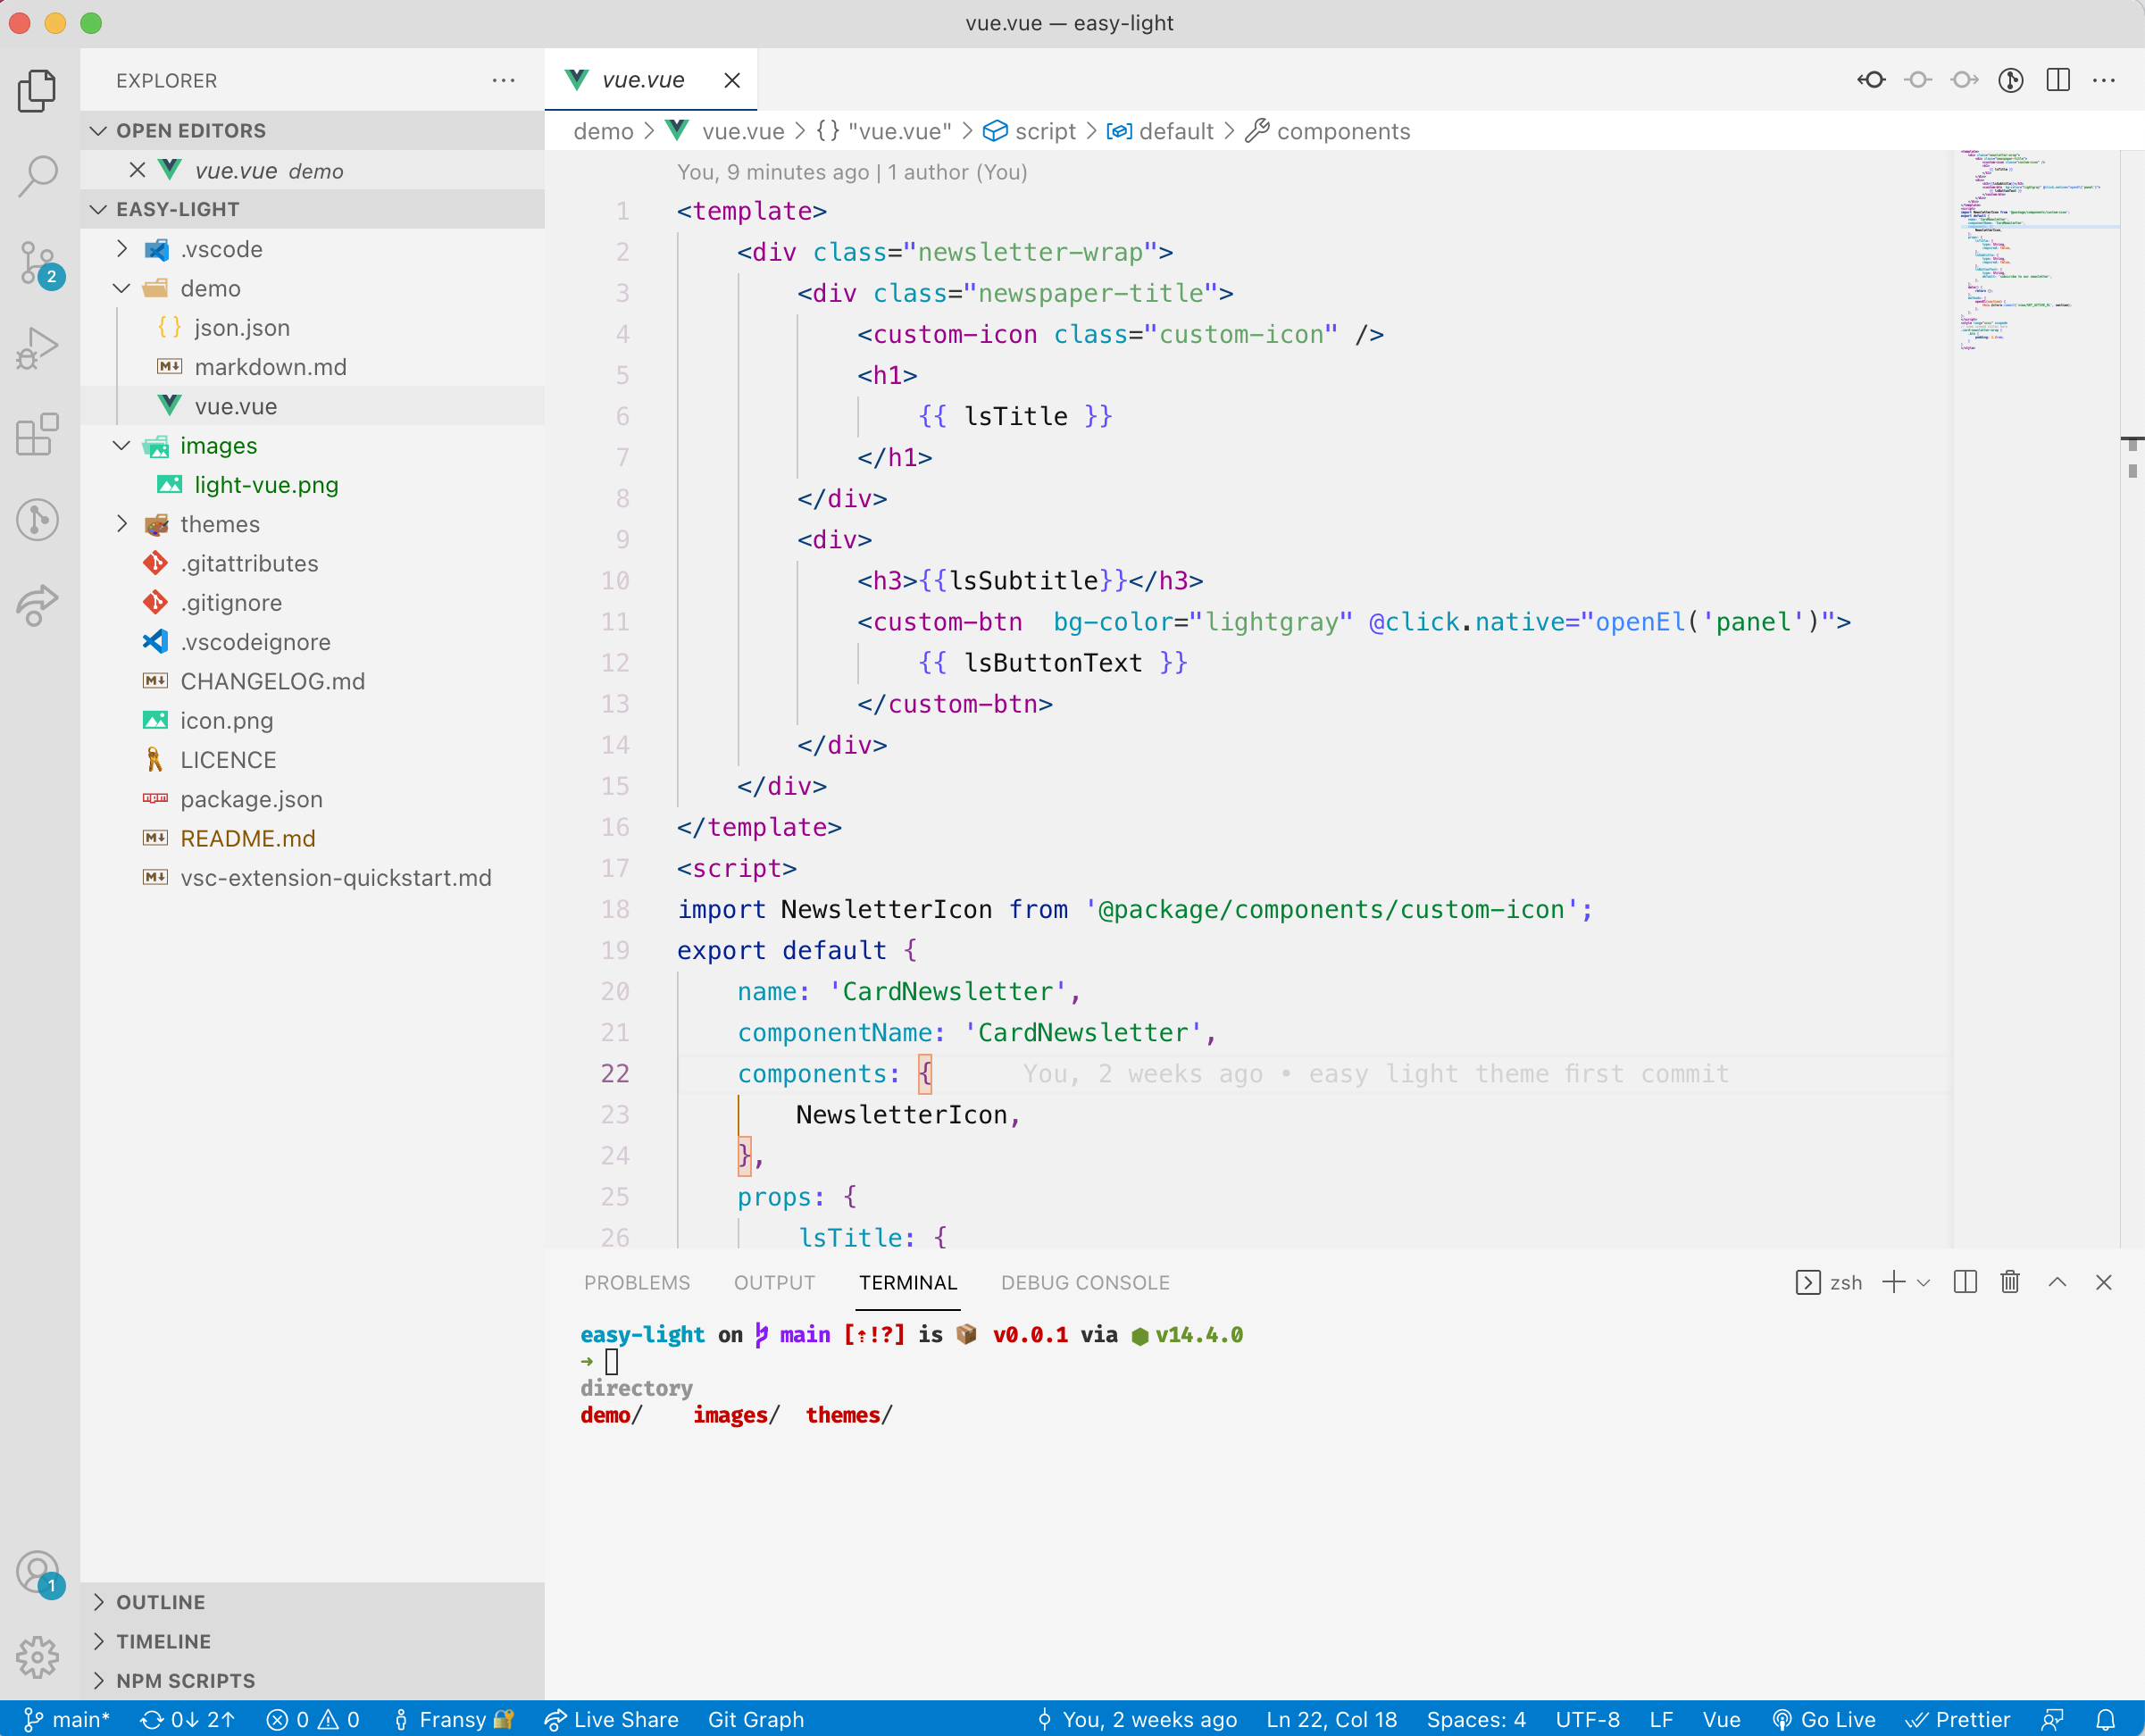 vue.vue — easy-light
EXPLORER
OPEN EDITORS
vue.vue demo
EASY-LIGHT
.vscode
demo
json.json
markdown.md
vue.vue
images
light-vue.png
themes
.gitattributes
.gitignore
.vscodeignore
CHANGELOG.md
icon.png
LICENCE
package.json
README.md
vsc-extension-quickstart.md
OUTLINE
TIMELINE
NPM SCRIPTS
2
1
vue.vue
demo > vue.vue > {} "vue.vue" > script > default > components
You, 9 minutes ago | 1 author (You)
1 <template>
2 <div class="newsletter-wrap">
3 <div class="newspaper-title">
4 <custom-icon class="custom-icon" />
5 <h1>
6 {{ lsTitle }}
7 </h1>
8 </div>
9 <div>
10 <h3>{{lsSubtitle}}</h3>
11 <custom-btn  bg-color="lightgray" @click.native="openEl('panel')">
12 {{ lsButtonText }}
13 </custom-btn>
14 </div>
15 </div>
16 </template>
17 <script>
18 import NewsletterIcon from '@package/components/custom-icon';
19 export default {
20 name: 'CardNewsletter',
21 componentName: 'CardNewsletter',
22 components: { You, 2 weeks ago • easy light theme first commit
23 NewsletterIcon,
24 },
25 props: {
26 lsTitle: {
PROBLEMS OUTPUT TERMINAL DEBUG CONSOLE zsh
easy-light on main [⇡!?] is 📦 v0.0.1 via ⬢ v14.4.0
➜
directory
demo/ images/ themes/
main* 0↓ 2↑ 0 0 Fransy 🔐 Live Share Git Graph You, 2 weeks ago Ln 22, Col 18 Spaces: 4 UTF-8 LF Vue Go Live Prettier